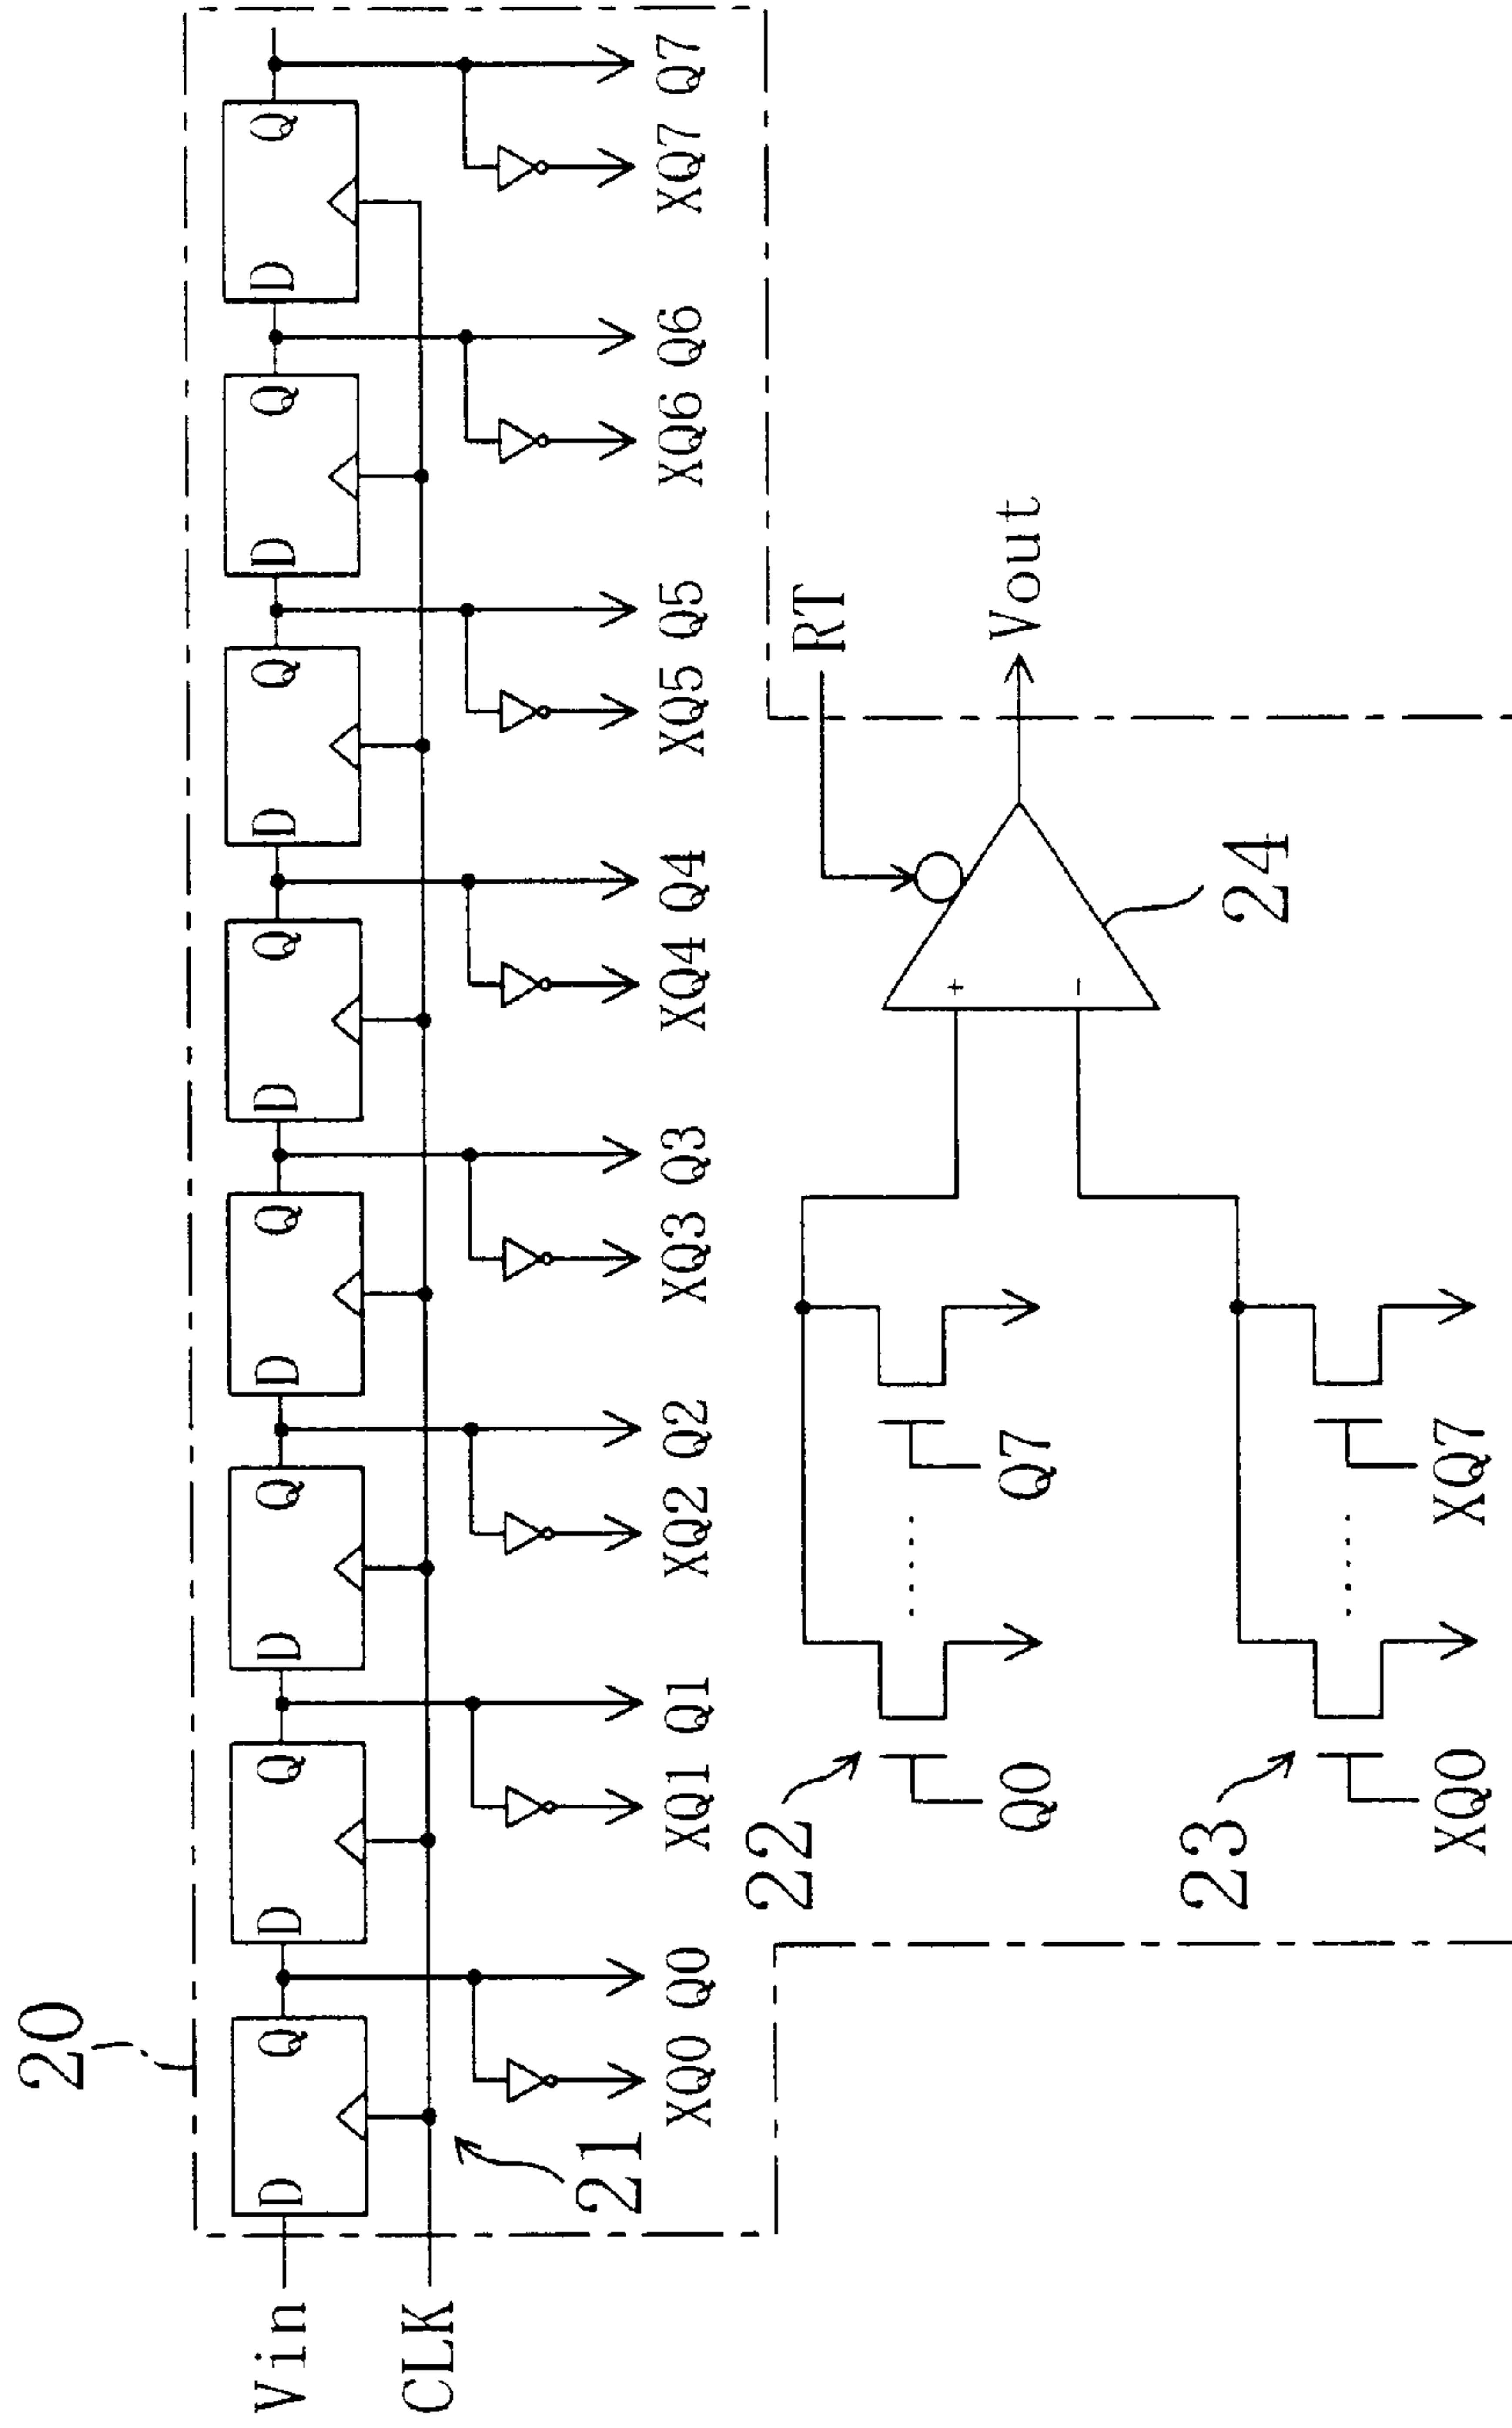 20
Vin
D Q D Q D Q D Q D Q D Q D Q D Q
CLK
21
XQ0 Q0 XQ1 Q1 XQ2 Q2 XQ3 Q3 XQ4 Q4 XQ5 Q5 XQ6 Q6 XQ7 Q7
22
Q0 ..... Q7
RT
+
-
Vout
24
23
XQ0 ..... XQ7